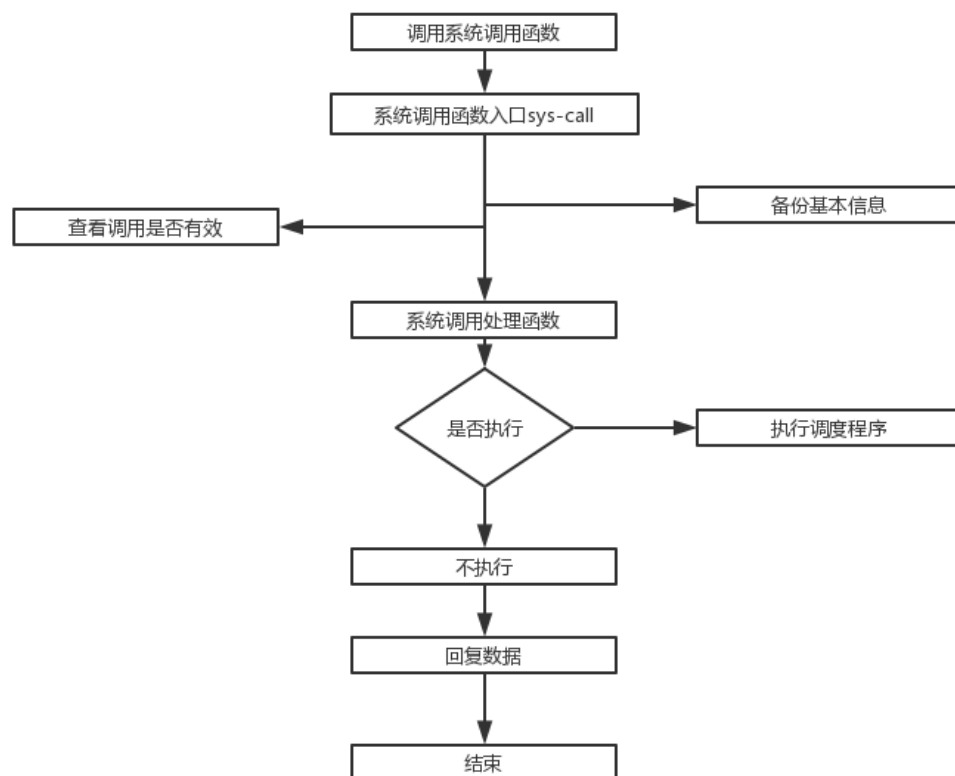 调用系统调用函数
系统调用函数入口sys-call
备份基本信息
查看调用是否有效
系统调用处理函数
是否执行
执行调度程序
不执行
回复数据
结束